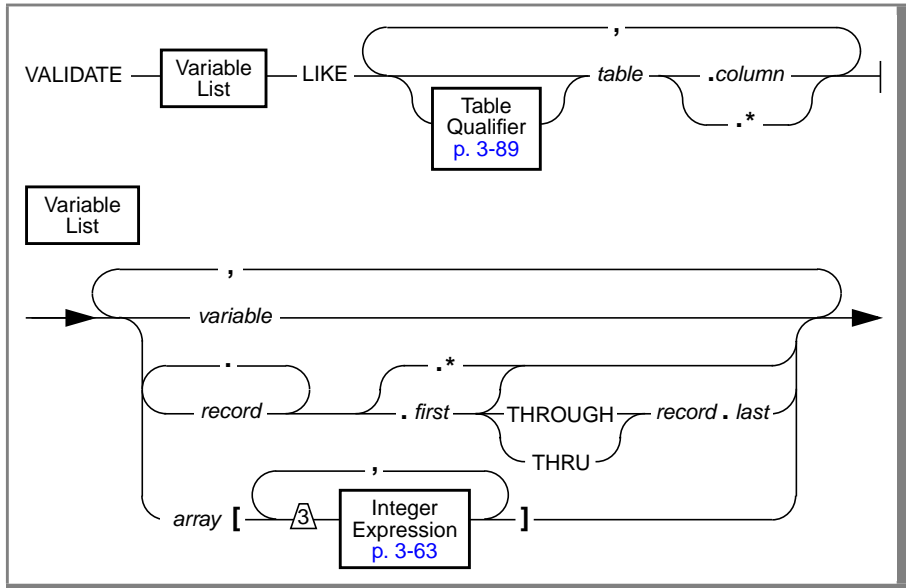 ,
VALIDATE Variable List LIKE table .column
Table Qualifier p. 3-89
.*
Variable List
,
variable
. .*
record . first THROUGH record . last
THRU
,
array [ 3 Integer Expression p. 3-63 ]